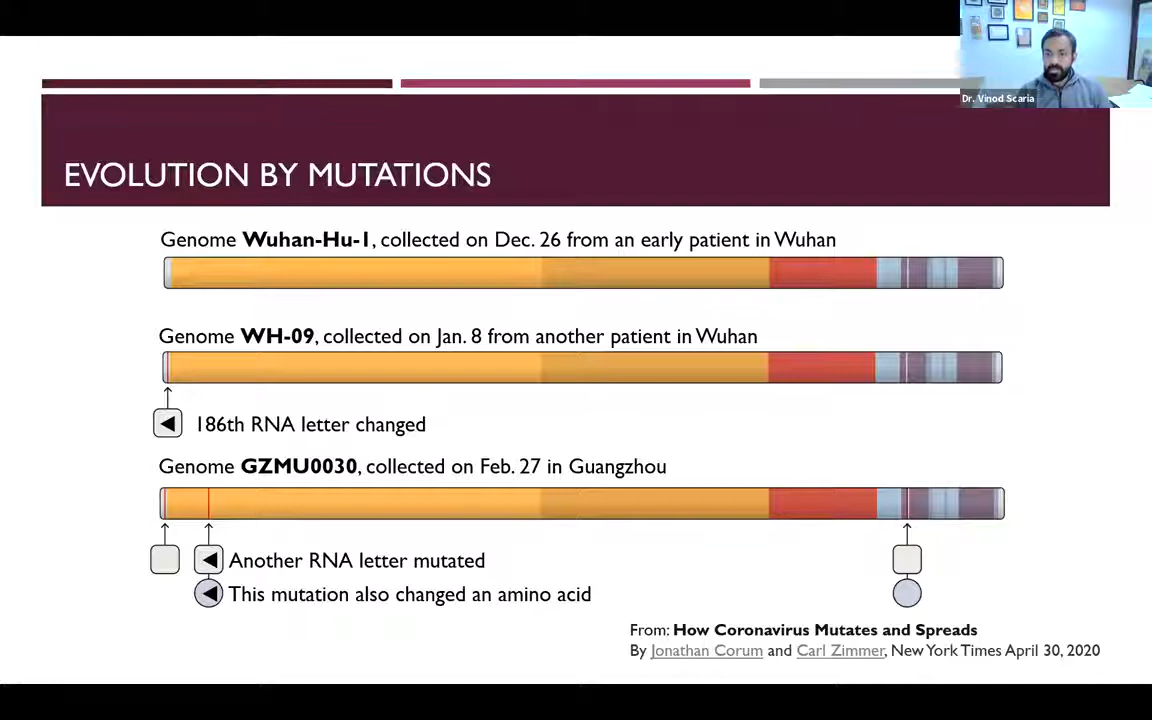 Dr. Vinod Scaria
EVOLUTION BY MUTATIONS
Genome Wuhan-Hu-1, collected on Dec. 26 from an early patient in Wuhan
Genome WH-09, collected on Jan. 8 from another patient in Wuhan
186th RNA letter changed
Genome GZMU0030, collected on Feb. 27 in Guangzhou
Another RNA letter mutated
This mutation also changed an amino acid
From: How Coronavirus Mutates and Spreads
By Jonathan Corum and Carl Zimmer, New York Times April 30, 2020